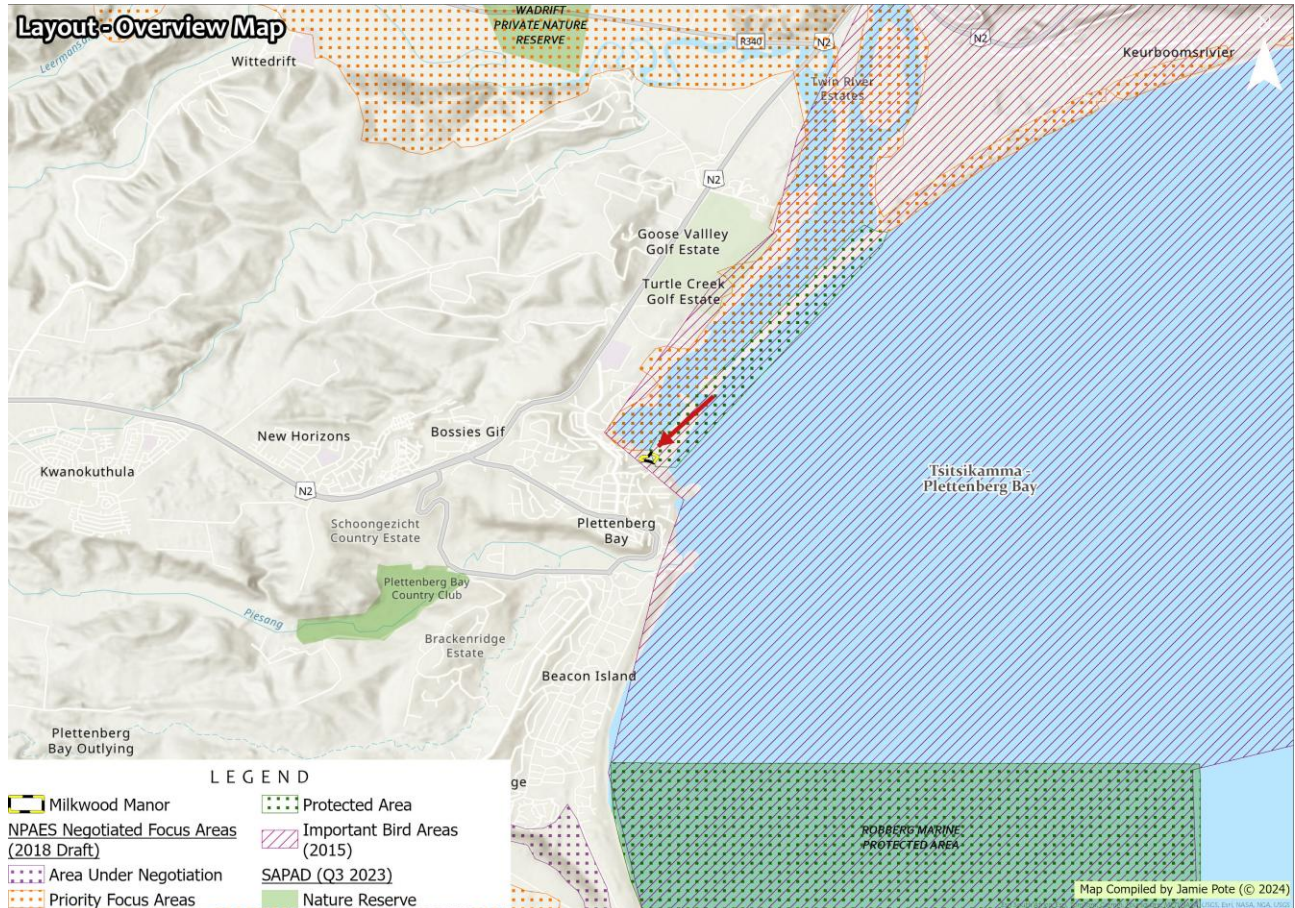 Layout - Overview Map
WADRIFT
PRIVATE NATURE
RESERVE
Wittedrift
R340
N2
N2
Keurboomsrivier
Twin River
Estates
N2
Goose Vallley
Golf Estate
Turtle Creek
Golf Estate
New Horizons
Bossies Gif
Kwanokuthula
N2
Tsitsikamma -
Plettenberg Bay
Schoongezicht
Country Estate
Plettenberg
Bay
Plettenberg Bay
Country Club
Piesang
Brackenridge
Estate
Beacon Island
Plettenberg
Bay Outlying
ge
ROBBERG MARINE
PROTECTED AREA
LEGEND
Milkwood Manor
NPAES Negotiated Focus Areas
(2018 Draft)
Area Under Negotiation
Priority Focus Areas
Protected Area
Important Bird Areas
(2015)
SAPAD (Q3 2023)
Nature Reserve
Map Compiled by Jamie Pote (© 2024)